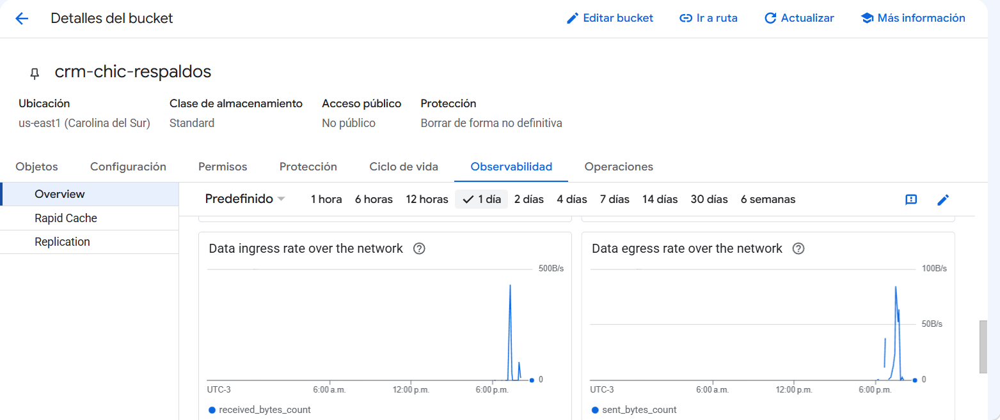 Detalles del bucket
Editar bucket
Ir a ruta
Actualizar
Más información
crm-chic-respaldos
Ubicación
us-east1 (Carolina del Sur)
Clase de almacenamiento
Standard
Acceso público
No público
Protección
Borrar de forma no definitiva
Objetos
Configuración
Permisos
Protección
Ciclo de vida
Observabilidad
Operaciones
Overview
Rapid Cache
Replication
Predefinido
1 hora
6 horas
12 horas
1 día
2 días
4 días
7 días
14 días
30 días
6 semanas
Data ingress rate over the network
500B/s
0
UTC-3
6:00 a.m.
12:00 p.m.
6:00 p.m.
received_bytes_count
Data egress rate over the network
100B/s
50B/s
0
UTC-3
6:00 a.m.
12:00 p.m.
6:00 p.m.
sent_bytes_count